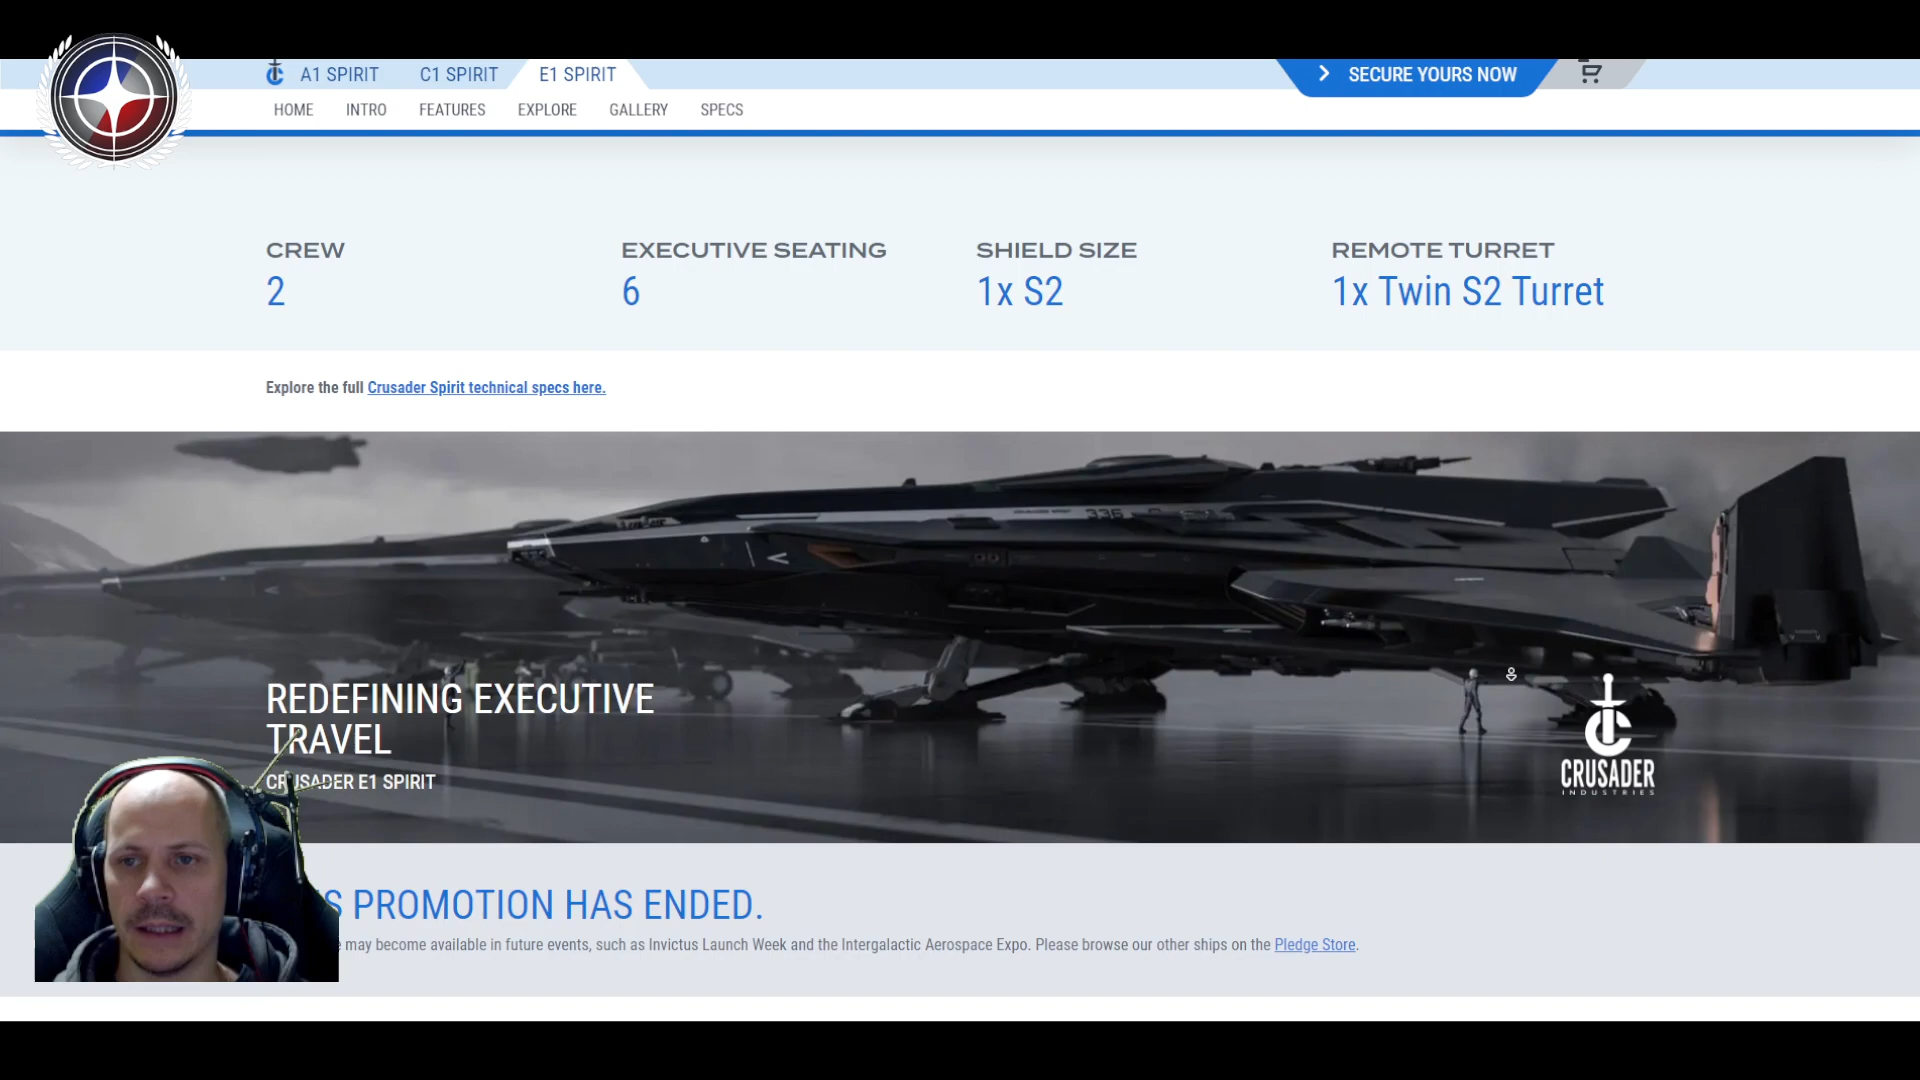 A1 SPIRIT C1 SPIRIT E1 SPIRIT SECURE YOURS NOW
HOME INTRO FEATURES EXPLORE GALLERY SPECS
CREW EXECUTIVE SEATING SHIELD SIZE REMOTE TURRET
2 6 1x S2 1x Twin S2 Turret
Explore the full Crusader Spirit technical specs here.
336
REDEFINING EXECUTIVE
TRAVEL
CRUSADER E1 SPIRIT
CRUSADER
INDUSTRIES
S PROMOTION HAS ENDED.
may become available in future events, such as Invictus Launch Week and the Intergalactic Aerospace Expo. Please browse our other ships on the Pledge Store.